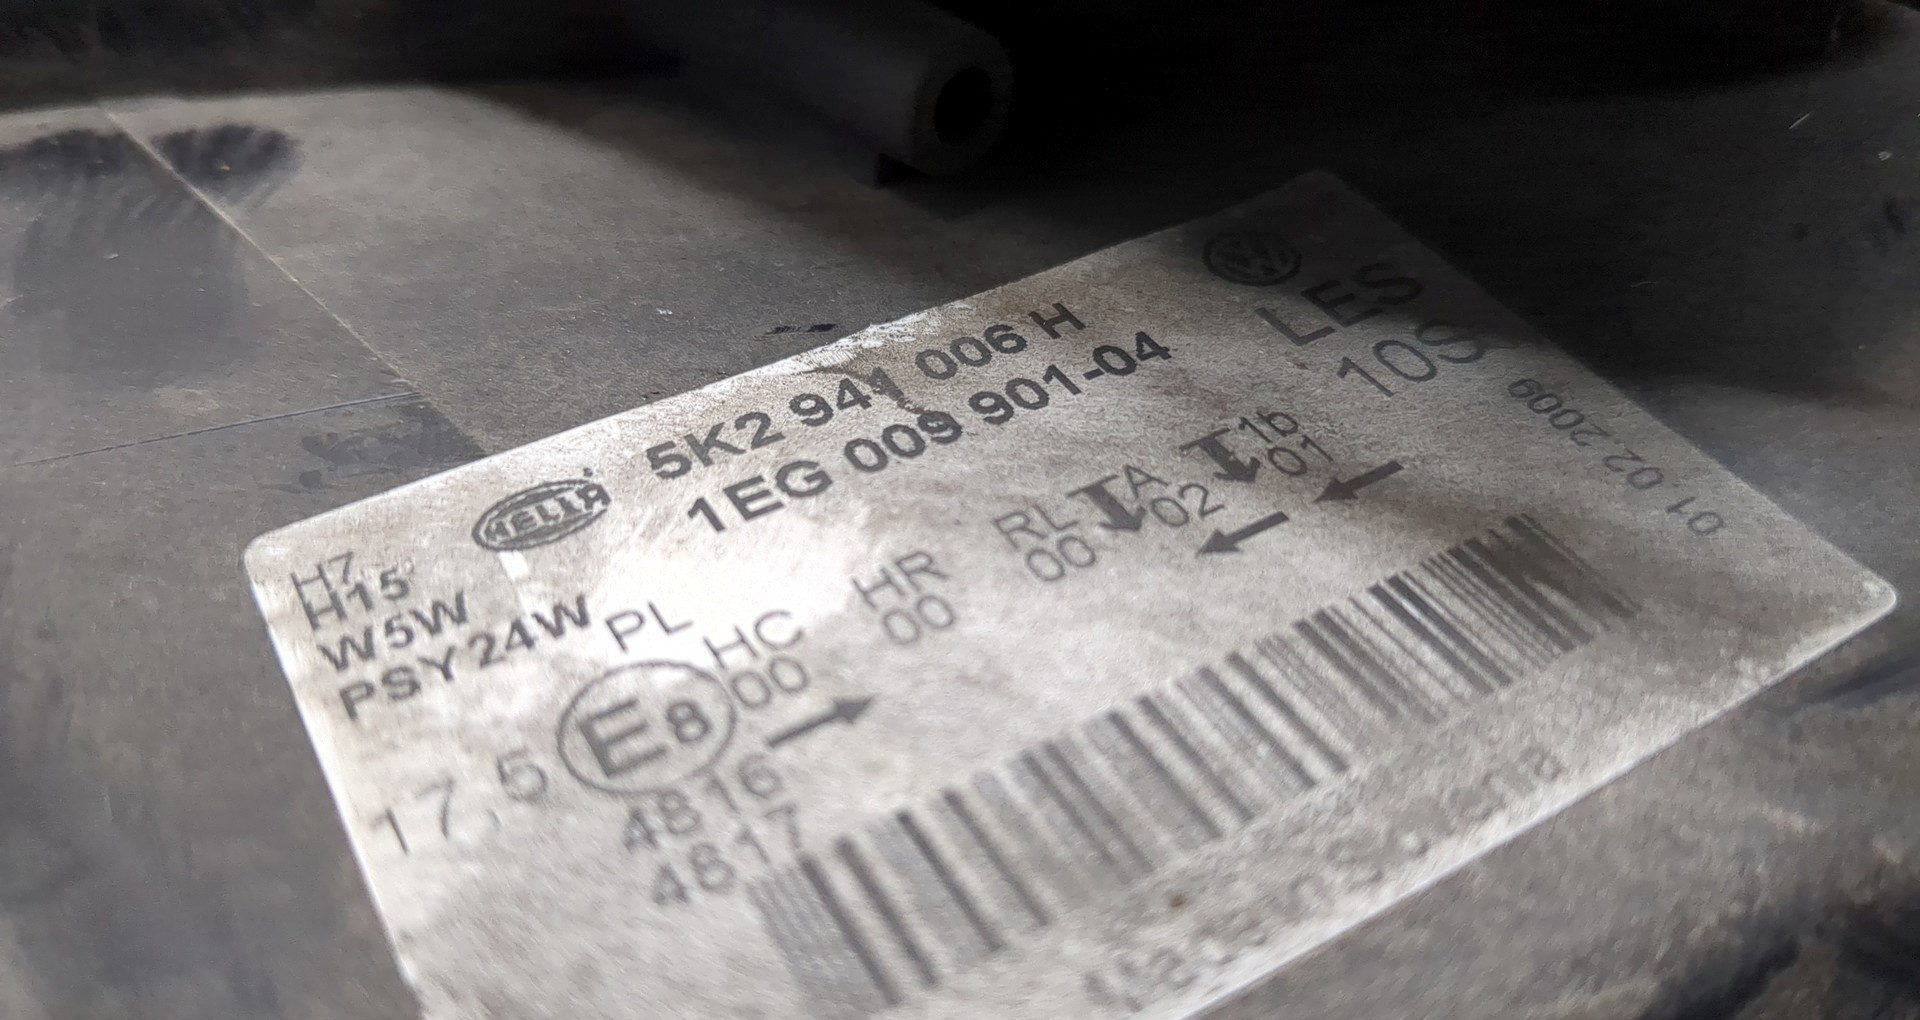 5K2 941 006 H
1EG 009 901-04
LES
10S
01 02 2009
HELLA
H7
H15
W5W
PSY24W
PL
HC
HR
RL
A
1b
00
00
00
02
01
17,5
E8
4816
4817